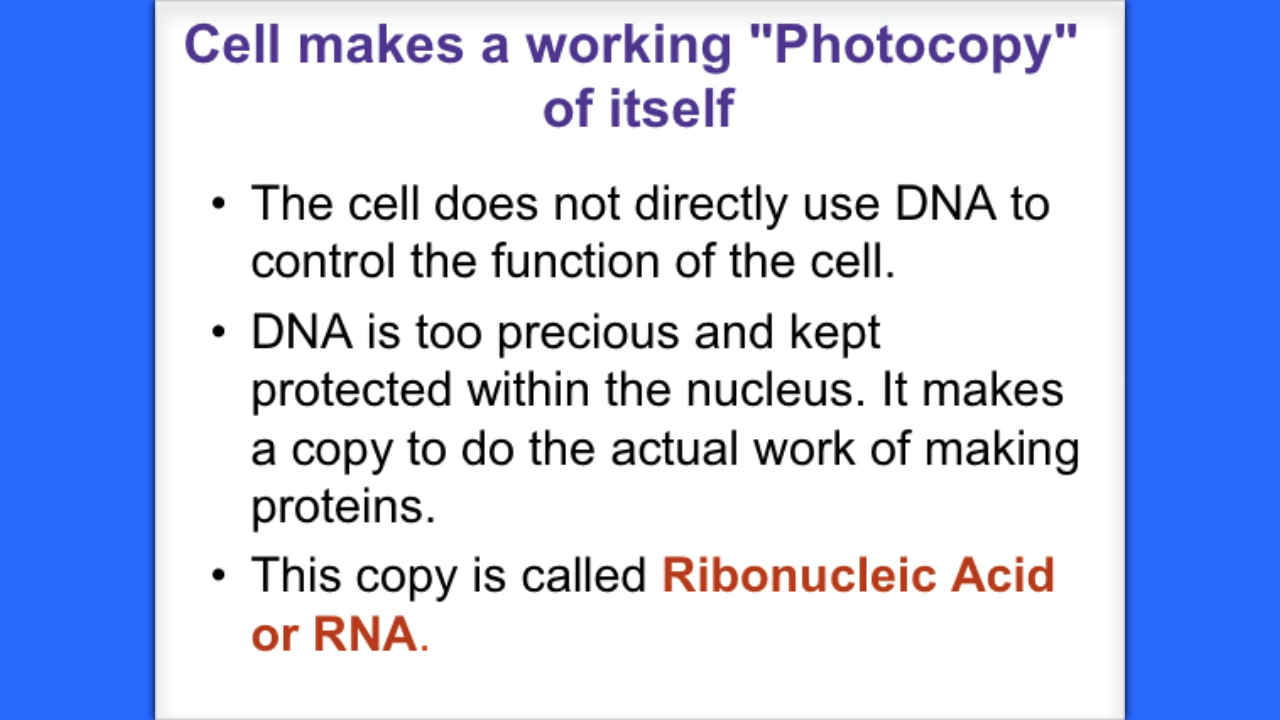 Cell makes a working "Photocopy"
of itself
• The cell does not directly use DNA to
control the function of the cell.
• DNA is too precious and kept
protected within the nucleus. It makes
a copy to do the actual work of making
proteins.
• This copy is called Ribonucleic Acid
or RNA.